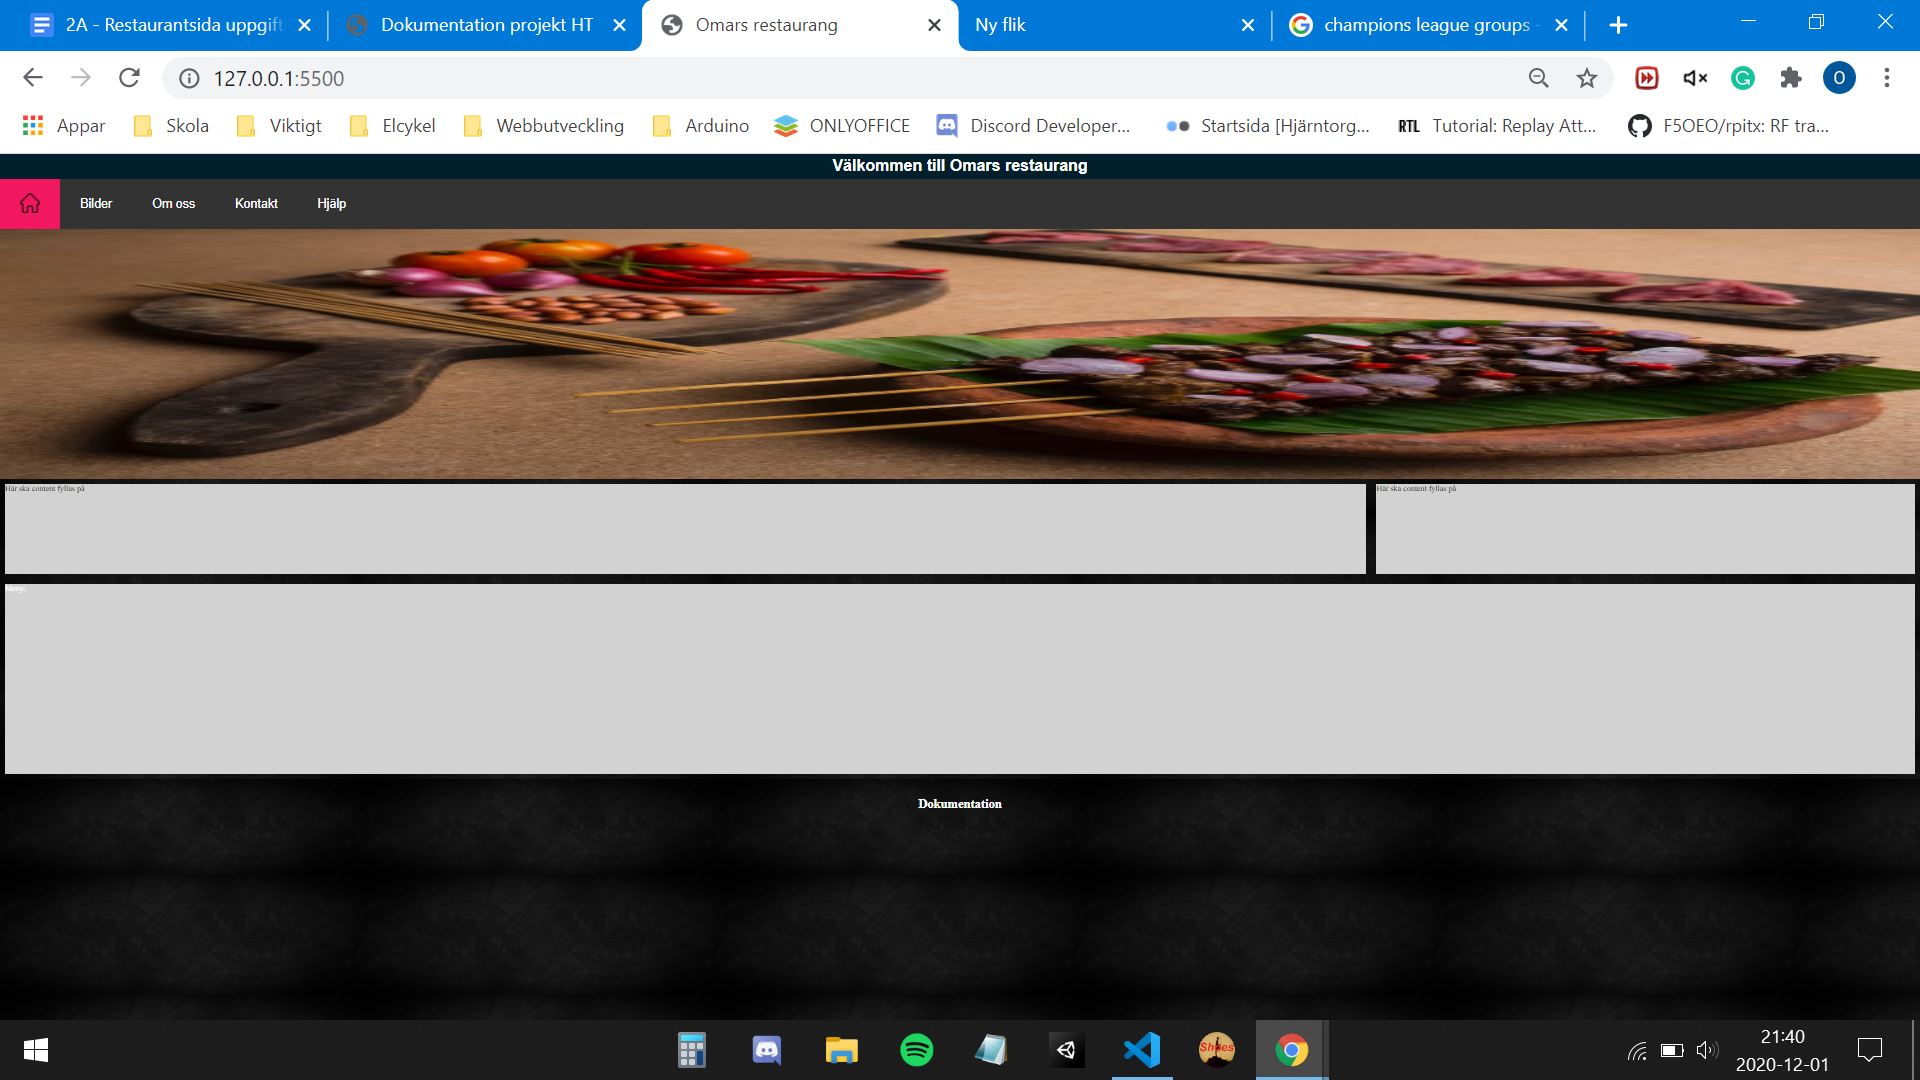 2A - Restaurantsida uppgift
Dokumentation projekt HT
Omars restaurang
Ny flik
champions league groups -
127.0.0.1:5500
O
Appar
Skola
Viktigt
Elcykel
Webbutveckling
Arduino
ONLYOFFICE
Discord Developer...
Startsida [Hjärntorg...
RTL Tutorial: Replay Att...
F5OEO/rpitx: RF tra...
Välkommen till Omars restaurang
Bilder
Om oss
Kontakt
Hjälp
Här ska content fyllas på
Här ska content fyllas på
Meny:
Dokumentation
Shoes
21:40
2020-12-01